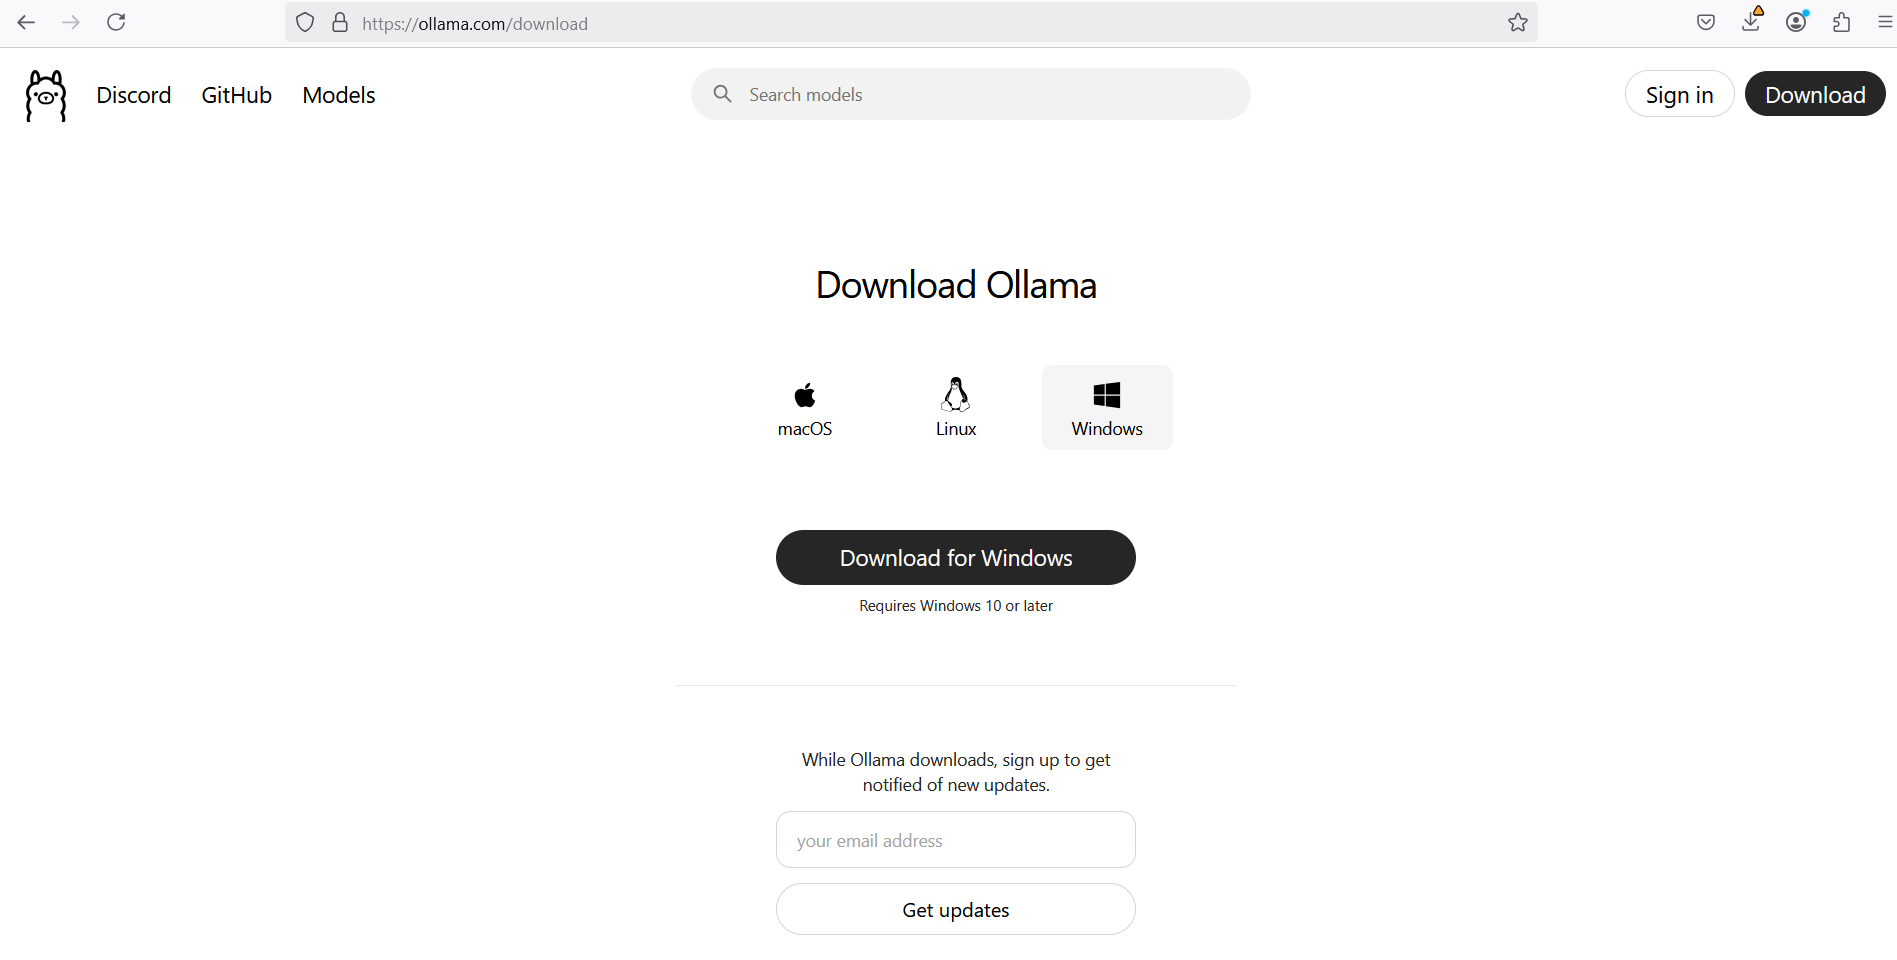 https://ollama.com/download
Discord GitHub Models Search models Sign in Download
Download Ollama
macOS Linux Windows
Download for Windows
Requires Windows 10 or later
While Ollama downloads, sign up to get
notified of new updates.
your email address
Get updates